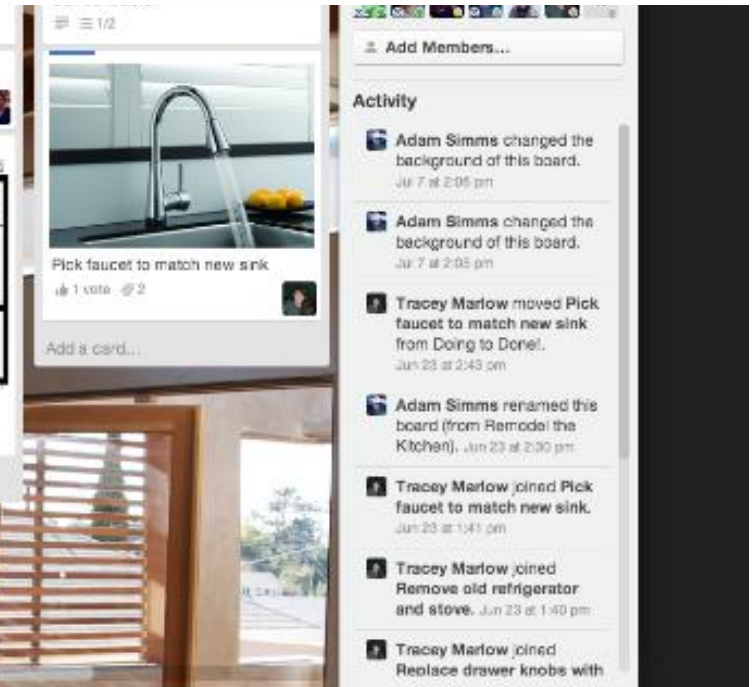 1/2
Pick faucet to match new sink
1 vote 2
Add a card...
Add Members...
Activity
Adam Simms changed the
background of this board.
Jul 7 at 2:06 pm
Adam Simms changed the
background of this board.
Jul 7 at 2:05 pm
Tracey Marlow moved Pick
faucet to match new sink
from Doing to Done!.
Jun 23 at 2:43 pm
Adam Simms renamed this
board (from Remodel the
Kitchen). Jun 23 at 2:30 pm
Tracey Marlow joined Pick
faucet to match new sink.
Jun 23 at 1:41 pm
Tracey Marlow joined
Remove old refrigerator
and stove. Jun 23 at 1:40 pm
Tracey Marlow joined
Replace drawer knobs with